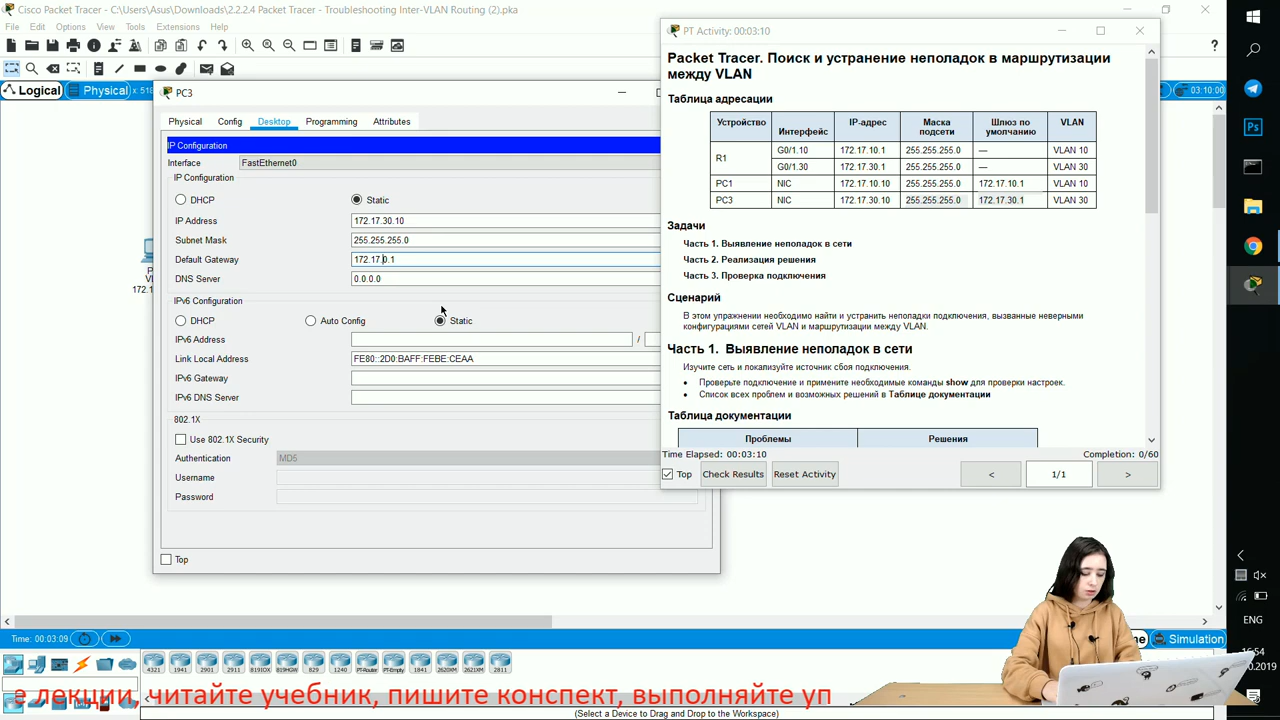 Cisco Packet Tracer - C:\Users\Asus\Downloads\2.2.2.4 Packet Tracer - Troubleshooting Inter-VLAN Routing (2).pka
File Edit Options View Tools Extensions Help
Logical Physical x: 518
03:10:00
PC3
Physical Config Desktop Programming Attributes
IP Configuration
Interface FastEthernet0
IP Configuration
DHCP Static
IP Address 172.17.30.10
Subnet Mask 255.255.255.0
Default Gateway 172.17.0.1
DNS Server 0.0.0.0
IPv6 Configuration
DHCP Auto Config Static
IPv6 Address /
Link Local Address FE80::2D0:BAFF:FEBE:CEAA
IPv6 Gateway
IPv6 DNS Server
802.1X
Use 802.1X Security
Authentication MD5
Username
Password
Top
172.1
PT Activity: 00:03:10
Packet Tracer. Поиск и устранение неполадок в маршрутизации
между VLAN
Таблица адресации
Устройство Интерфейс IP-адрес Маска подсети Шлюз по умолчанию VLAN
R1 G0/1.10 172.17.10.1 255.255.255.0 — VLAN 10
G0/1.30 172.17.30.1 255.255.255.0 — VLAN 30
PC1 NIC 172.17.10.10 255.255.255.0 172.17.10.1 VLAN 10
PC3 NIC 172.17.30.10 255.255.255.0 172.17.30.1 VLAN 30
Задачи
Часть 1. Выявление неполадок в сети
Часть 2. Реализация решения
Часть 3. Проверка подключения
Сценарий
В этом упражнении необходимо найти и устранить неполадки подключения, вызванные неверными
конфигурациями сетей VLAN и маршрутизации между VLAN.
Часть 1. Выявление неполадок в сети
Изучите сеть и локализуйте источник сбоя подключения.
• Проверьте подключение и примените необходимые команды show для проверки настроек.
• Список всех проблем и возможных решений в Таблице документации
Таблица документации
Проблемы Решения
Time Elapsed: 00:03:10 Completion: 0/60
Top Check Results Reset Activity < 1/1 >
Time: 00:03:09
Simulation
4321 1941 2901 2911 819IOX 819HGW 829 1240 PT-Router PT-Empty 1841 2620XM 2621XM 2811
е лекции, читайте учебник, пишите конспект, выполняйте уп
(Select a Device to Drag and Drop to the Workspace)
ENG